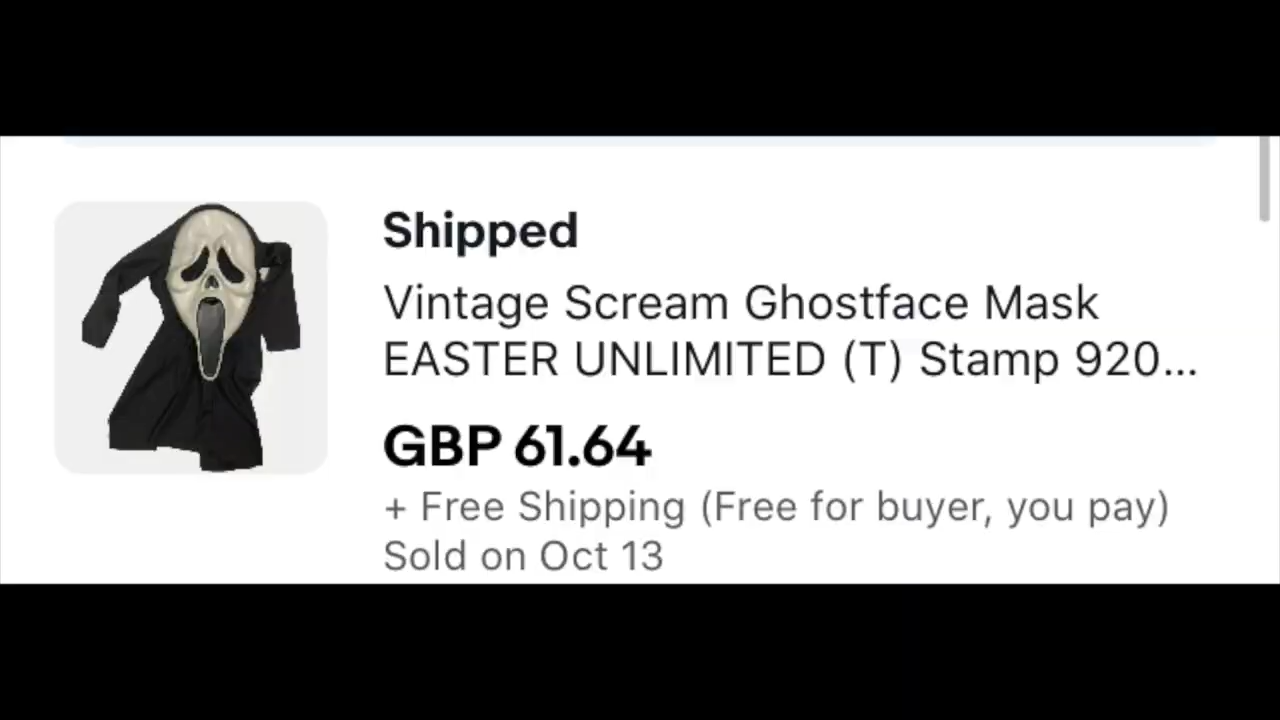 Shipped
Vintage Scream Ghostface Mask
EASTER UNLIMITED (T) Stamp 920...
GBP 61.64
+ Free Shipping (Free for buyer, you pay)
Sold on Oct 13